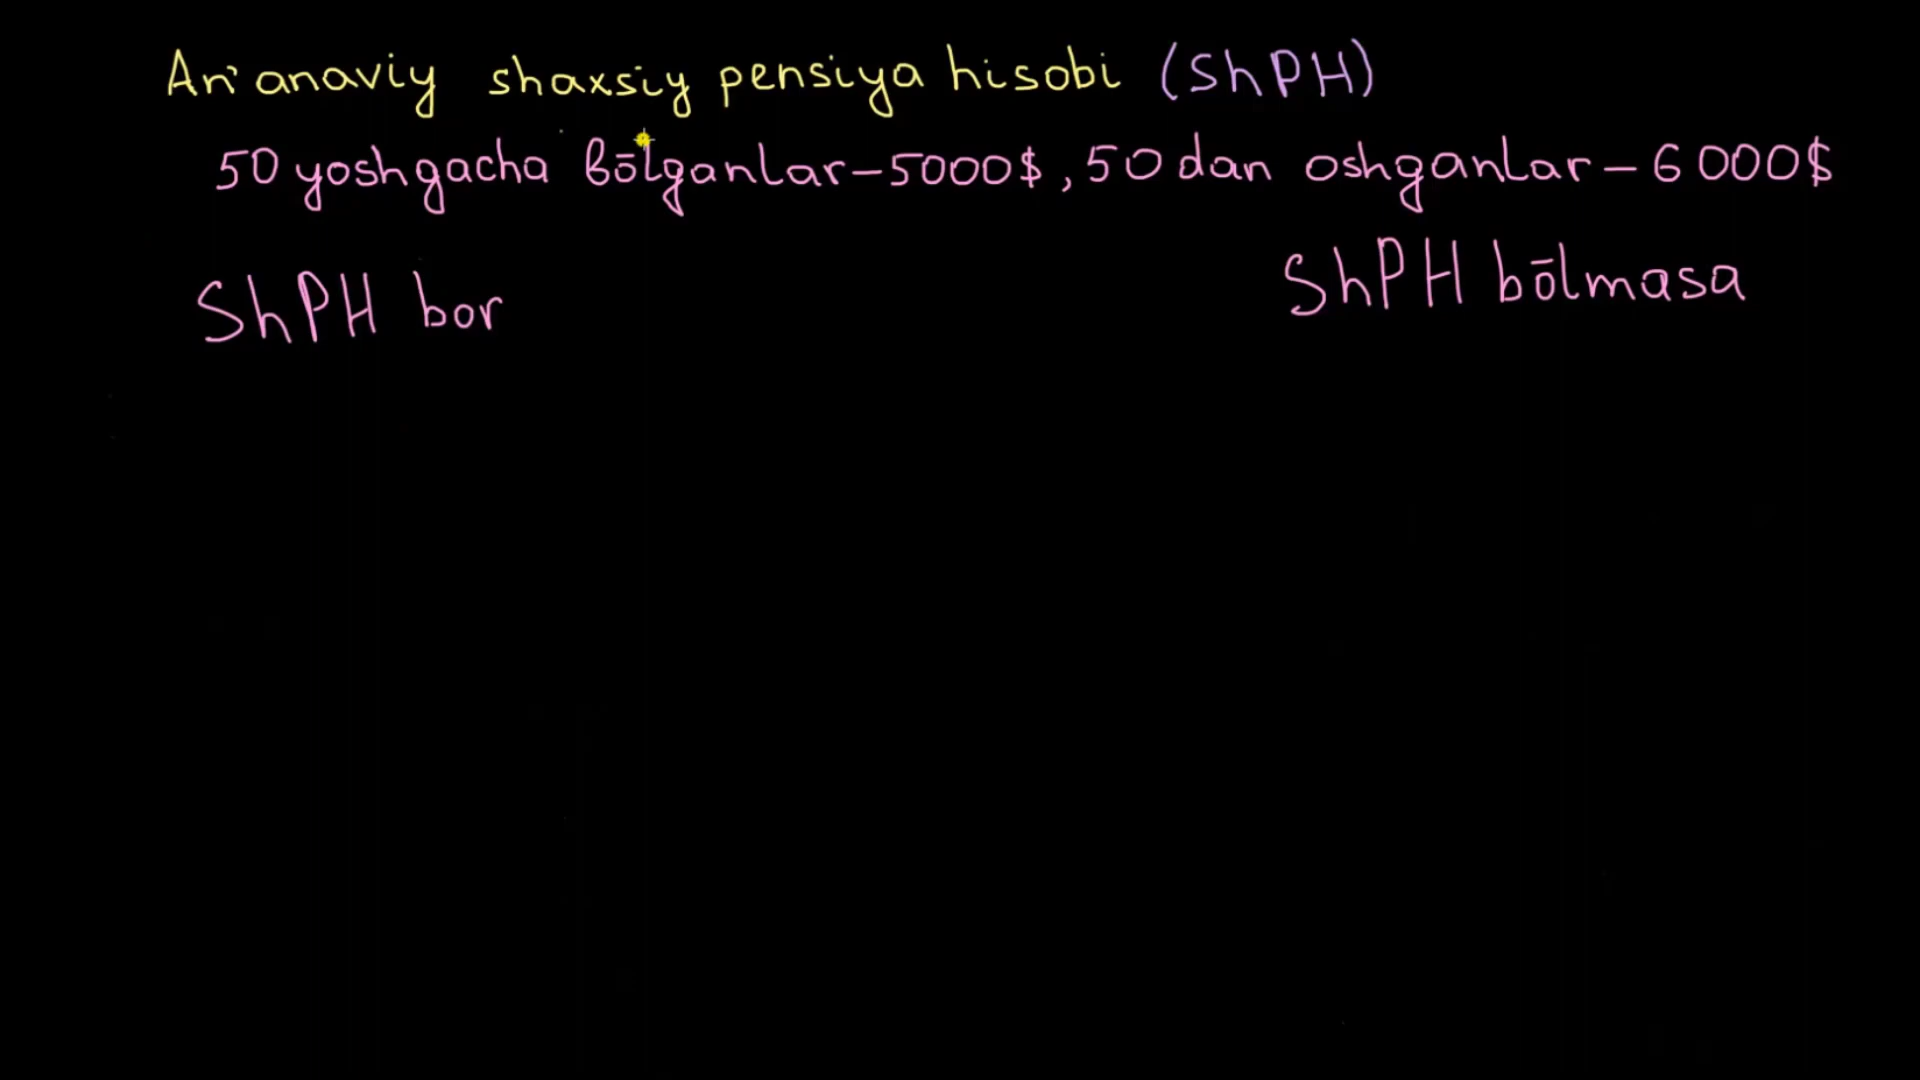 An'anaviy shaxsiy pensiya hisobi (ShPH)
50 yoshgacha bōlganlar-5000$, 50 dan oshganlar - 6000$
ShPH bor
ShPH bōlmasa